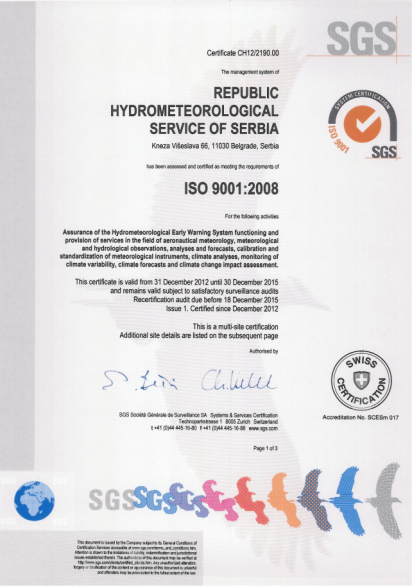 SGS
Certificate CH12/2190.00
The management system of
REPUBLIC
HYDROMETEOROLOGICAL
SERVICE OF SERBIA
Kneza Višeslava 66, 11030 Belgrade, Serbia
has been assessed and certified as meeting the requirements of
ISO 9001:2008
For the following activities
Assurance of the Hydrometeorological Early Warning System functioning and
provision of services in the field of aeronautical meteorology, meteorological
and hydrological observations, analyses and forecasts, calibration and
standardization of meteorological instruments, climate analyses, monitoring of
climate variability, climate forecasts and climate change impact assessment.
This certificate is valid from 31 December 2012 until 30 December 2015
and remains valid subject to satisfactory surveillance audits
Recertification audit due before 18 December 2015
Issue 1. Certified since December 2012
This is a multi-site certification
Additional site details are listed on the subsequent page
Authorised by
SGS Société Générale de Surveillance SA Systems & Services Certification
Technoparkstrasse 1 8005 Zurich Switzerland
t +41 (0)44 445-16-80 f +41 (0)44 445-16-88 www.sgs.com
Page 1 of 3
SYSTEM CERTIFICATION
ISO 9001
SGS
SWISS
CERTIFICATION
Accreditation No. SCESm 017
SGS SGS SGS SGS
This document is issued by the Company subject to its General Conditions of
Certification Services accessible at www.sgs.com/terms_and_conditions.htm.
Attention is drawn to the limitations of liability, indemnification and jurisdictional
issues established therein. The authenticity of this document may be verified at
forgery or falsification of the content or appearance of this document is unlawful
and offenders may be prosecuted to the fullest extent of the law.